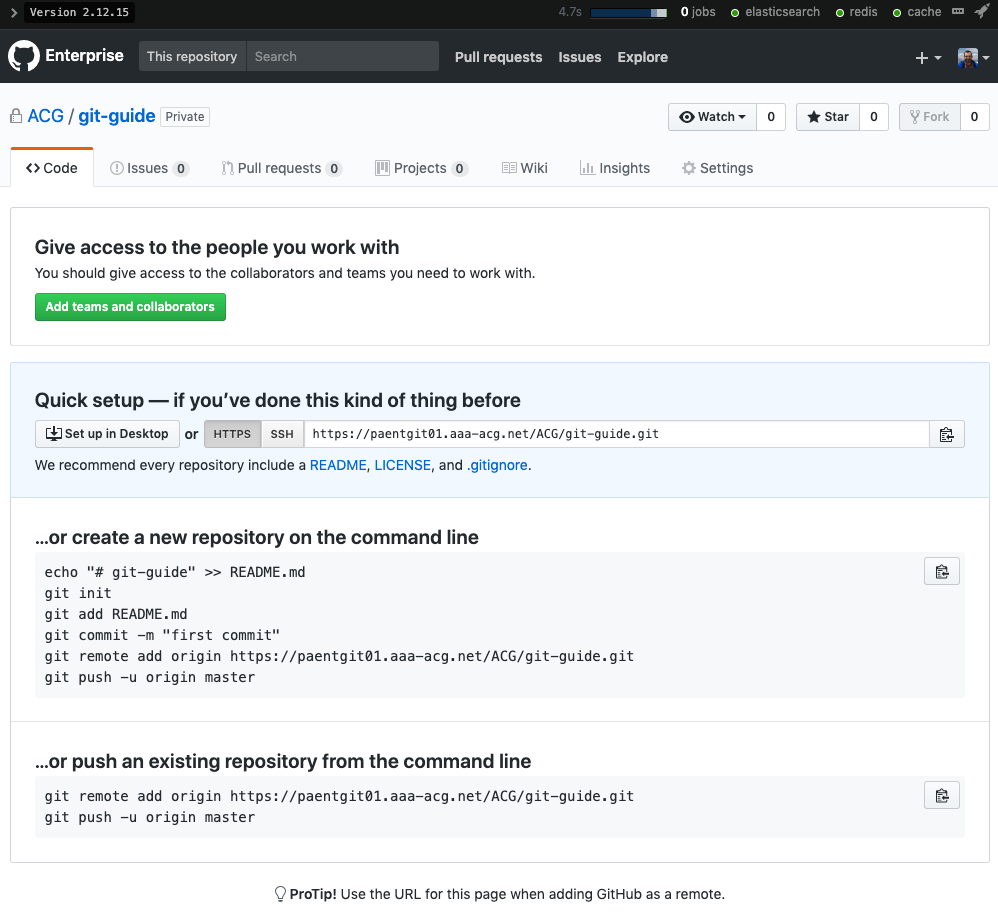 Version 2.12.15
4.7s 0 jobs elasticsearch redis cache
Enterprise This repository Search Pull requests Issues Explore
ACG / git-guide Private
Watch 0 Star 0 Fork 0
Code Issues 0 Pull requests 0 Projects 0 Wiki Insights Settings
Give access to the people you work with
You should give access to the collaborators and teams you need to work with.
Add teams and collaborators
Quick setup — if you’ve done this kind of thing before
Set up in Desktop or HTTPS SSH https://paentgit01.aaa-acg.net/ACG/git-guide.git
We recommend every repository include a README, LICENSE, and .gitignore.
…or create a new repository on the command line
echo "# git-guide" >> README.md
git init
git add README.md
git commit -m "first commit"
git remote add origin https://paentgit01.aaa-acg.net/ACG/git-guide.git
git push -u origin master
…or push an existing repository from the command line
git remote add origin https://paentgit01.aaa-acg.net/ACG/git-guide.git
git push -u origin master
ProTip! Use the URL for this page when adding GitHub as a remote.